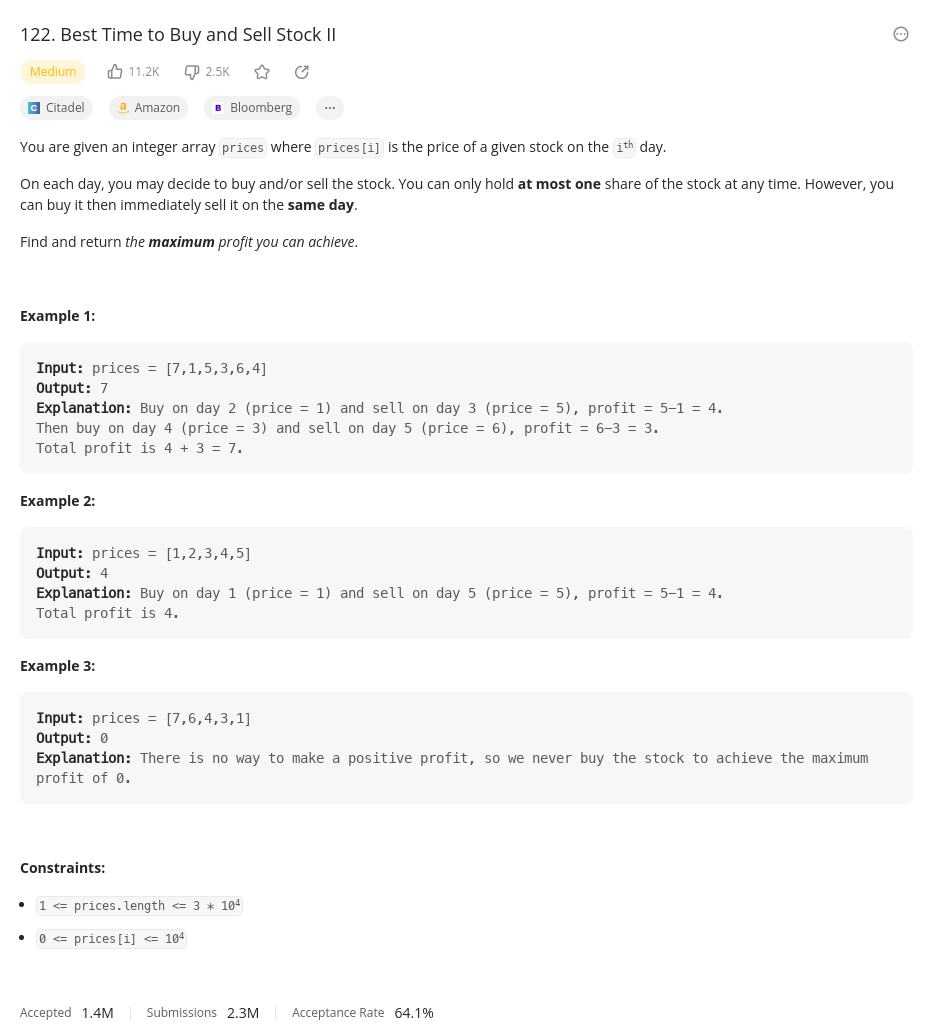 122. Best Time to Buy and Sell Stock II
Medium 11.2K 2.5K
C Citadel a Amazon B Bloomberg ...
You are given an integer array prices where prices[i] is the price of a given stock on the ith day.
On each day, you may decide to buy and/or sell the stock. You can only hold at most one share of the stock at any time. However, you
can buy it then immediately sell it on the same day.
Find and return the maximum profit you can achieve.
Example 1:
Input: prices = [7,1,5,3,6,4]
Output: 7
Explanation: Buy on day 2 (price = 1) and sell on day 3 (price = 5), profit = 5-1 = 4.
Then buy on day 4 (price = 3) and sell on day 5 (price = 6), profit = 6-3 = 3.
Total profit is 4 + 3 = 7.
Example 2:
Input: prices = [1,2,3,4,5]
Output: 4
Explanation: Buy on day 1 (price = 1) and sell on day 5 (price = 5), profit = 5-1 = 4.
Total profit is 4.
Example 3:
Input: prices = [7,6,4,3,1]
Output: 0
Explanation: There is no way to make a positive profit, so we never buy the stock to achieve the maximum
profit of 0.
Constraints:
• 1 <= prices.length <= 3 * 10⁴
• 0 <= prices[i] <= 10⁴
Accepted 1.4M Submissions 2.3M Acceptance Rate 64.1%